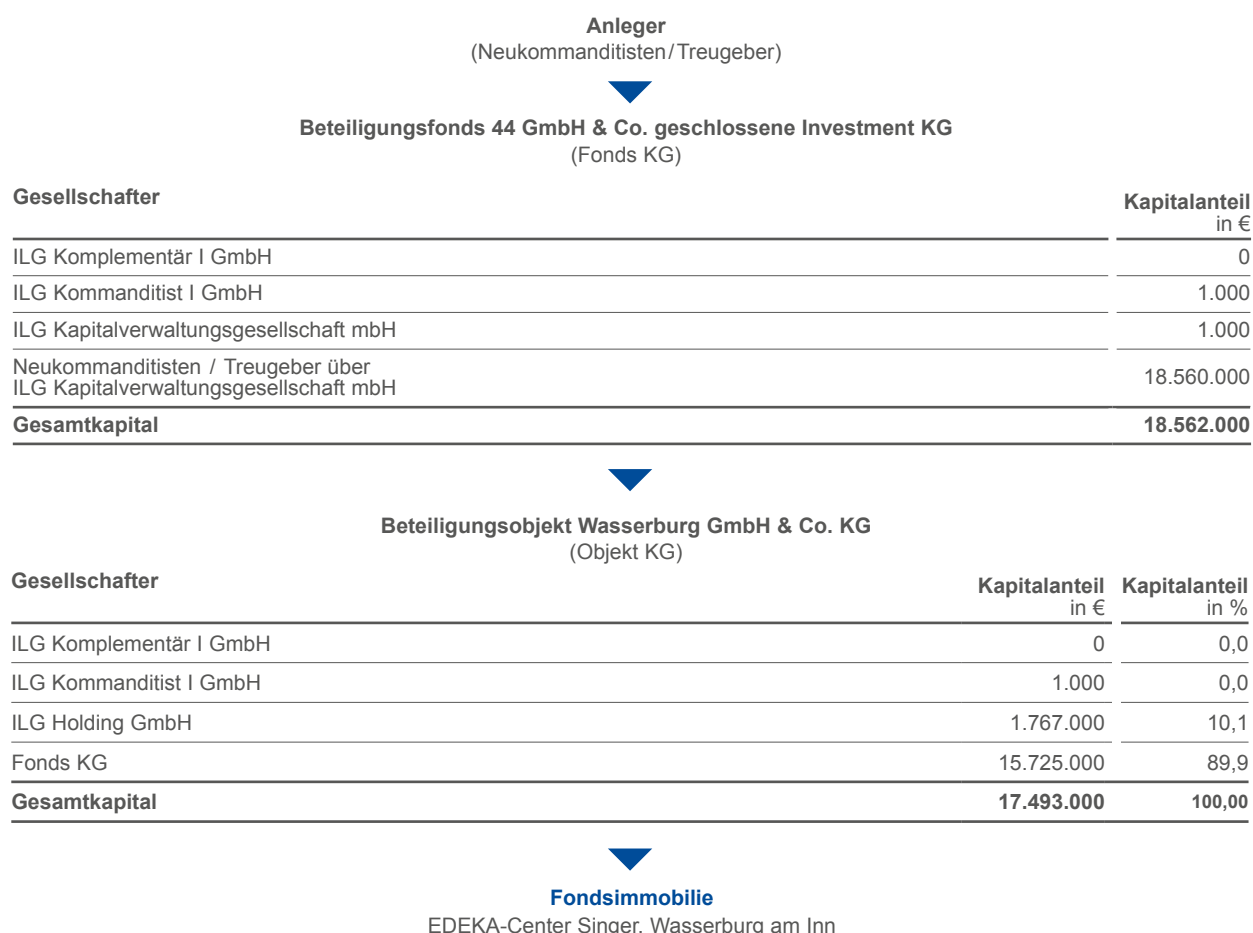 Anleger
(Neukommanditisten/Treugeber)
Beteiligungsfonds 44 GmbH & Co. geschlossene Investment KG
(Fonds KG)
Gesellschafter Kapitalanteil
in €
ILG Komplementär I GmbH 0
ILG Kommanditist I GmbH 1.000
ILG Kapitalverwaltungsgesellschaft mbH 1.000
Neukommanditisten / Treugeber über
ILG Kapitalverwaltungsgesellschaft mbH 18.560.000
Gesamtkapital 18.562.000
Beteiligungsobjekt Wasserburg GmbH & Co. KG
(Objekt KG)
Gesellschafter Kapitalanteil Kapitalanteil
in € in %
ILG Komplementär I GmbH 0 0,0
ILG Kommanditist I GmbH 1.000 0,0
ILG Holding GmbH 1.767.000 10,1
Fonds KG 15.725.000 89,9
Gesamtkapital 17.493.000 100,00
Fondsimmobilie
EDEKA-Center Singer, Wasserburg am Inn